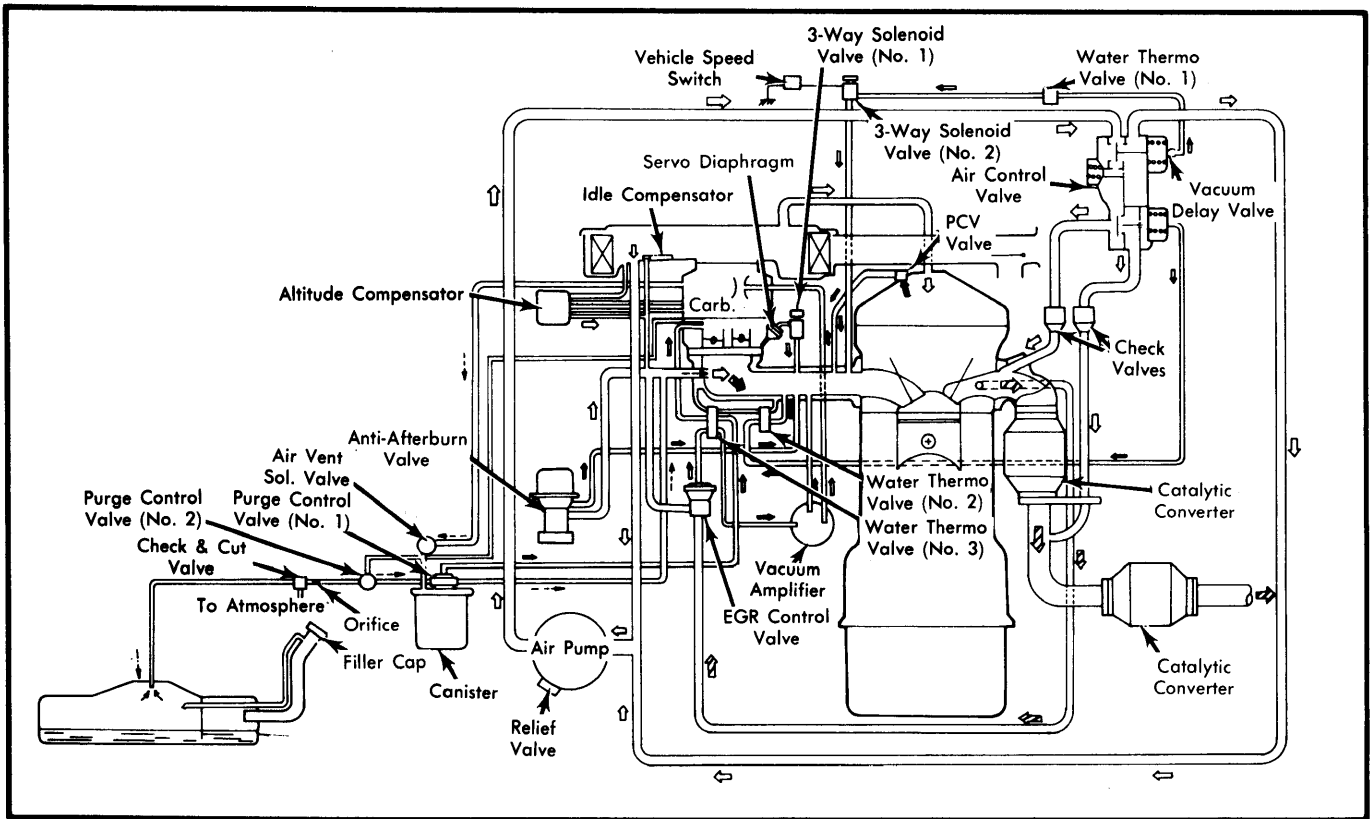 3-Way Solenoid
Valve (No. 1)
Vehicle Speed
Switch
Water Thermo
Valve (No. 1)
3-Way Solenoid
Valve (No. 2)
Servo Diaphragm
Air Control
Valve
Vacuum
Delay Valve
Idle Compensator
PCV
Valve
Altitude Compensator
Carb.
Check
Valves
Anti-Afterburn
Valve
Air Vent
Sol. Valve
Purge Control
Valve (No. 2)
Purge Control
Valve (No. 1)
Water Thermo
Valve (No. 2)
Water Thermo
Valve (No. 3)
Catalytic
Converter
Check & Cut
Valve
To Atmosphere
Orifice
Filler Cap
Canister
Vacuum
Amplifier
EGR Control
Valve
Air Pump
Relief
Valve
Catalytic
Converter